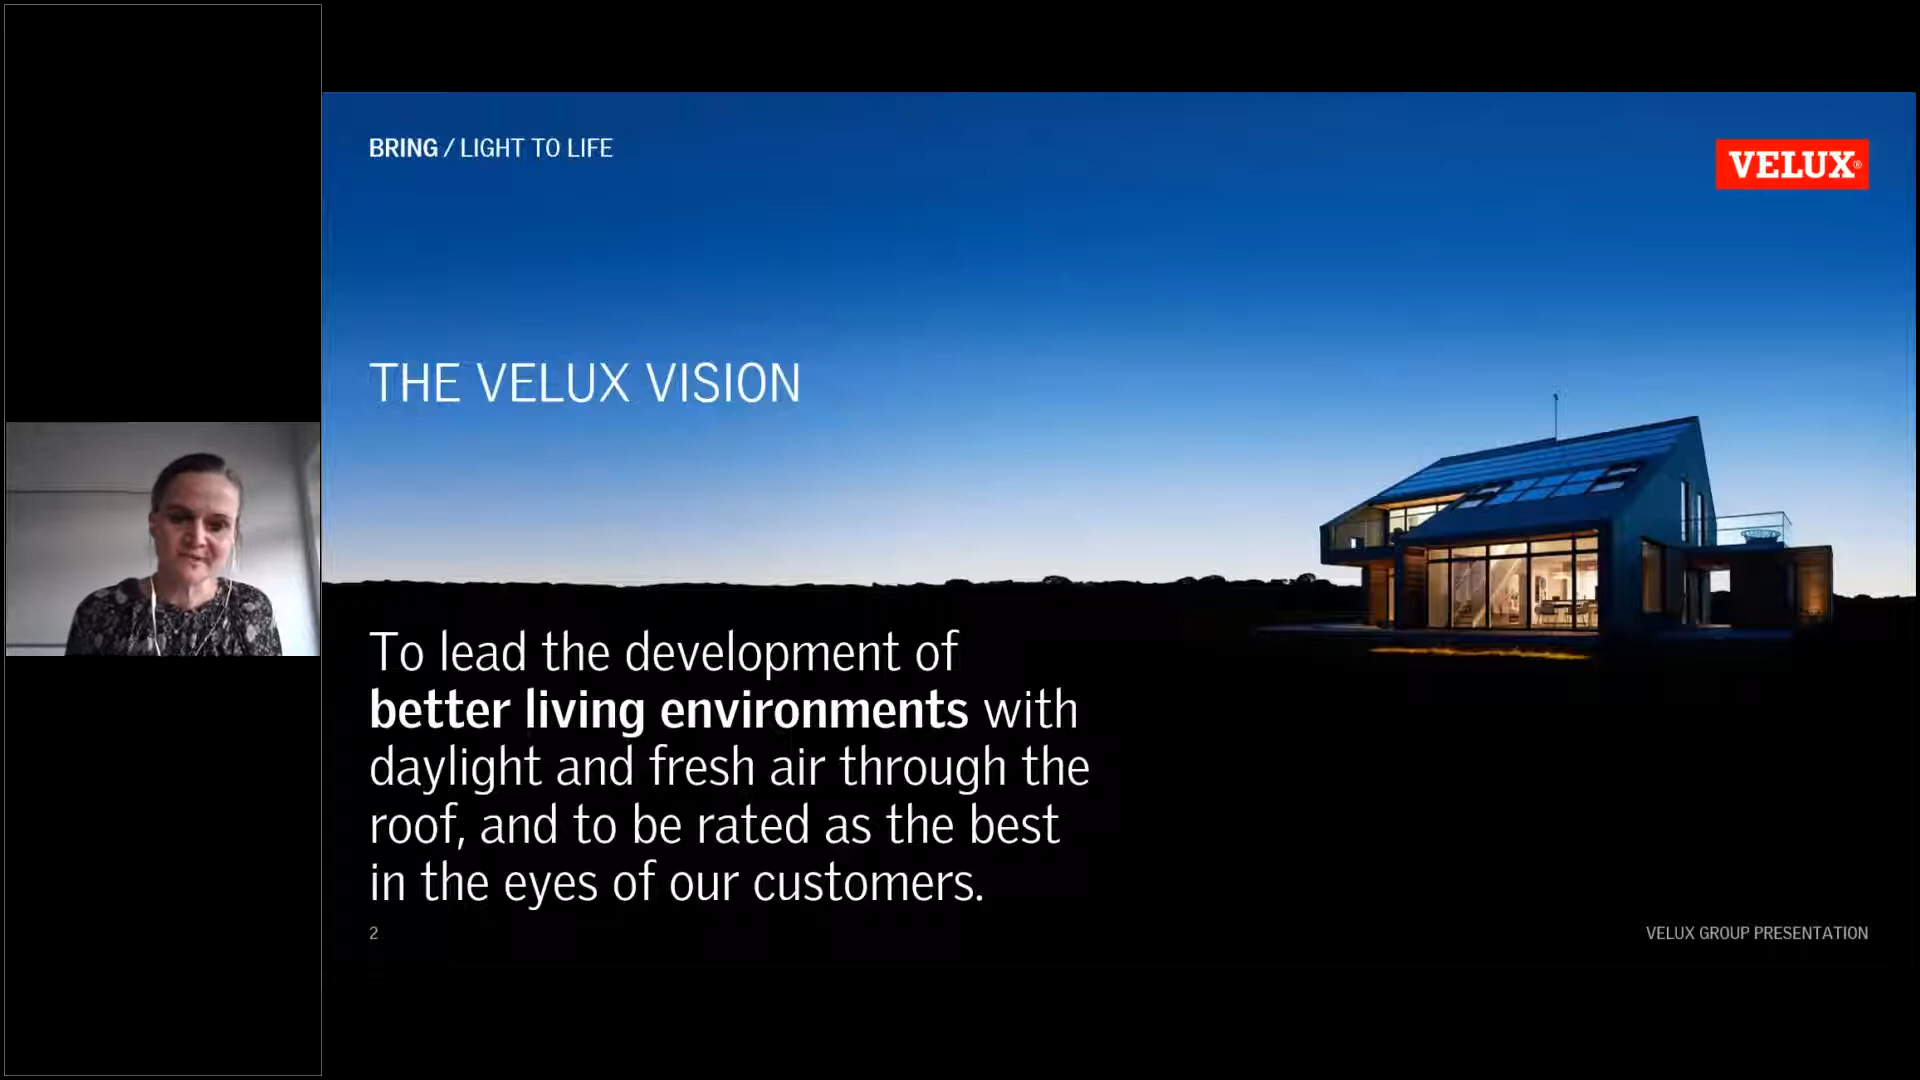 BRING / LIGHT TO LIFE
VELUX®
THE VELUX VISION
To lead the development of
better living environments with
daylight and fresh air through the
roof, and to be rated as the best
in the eyes of our customers.
2
VELUX GROUP PRESENTATION